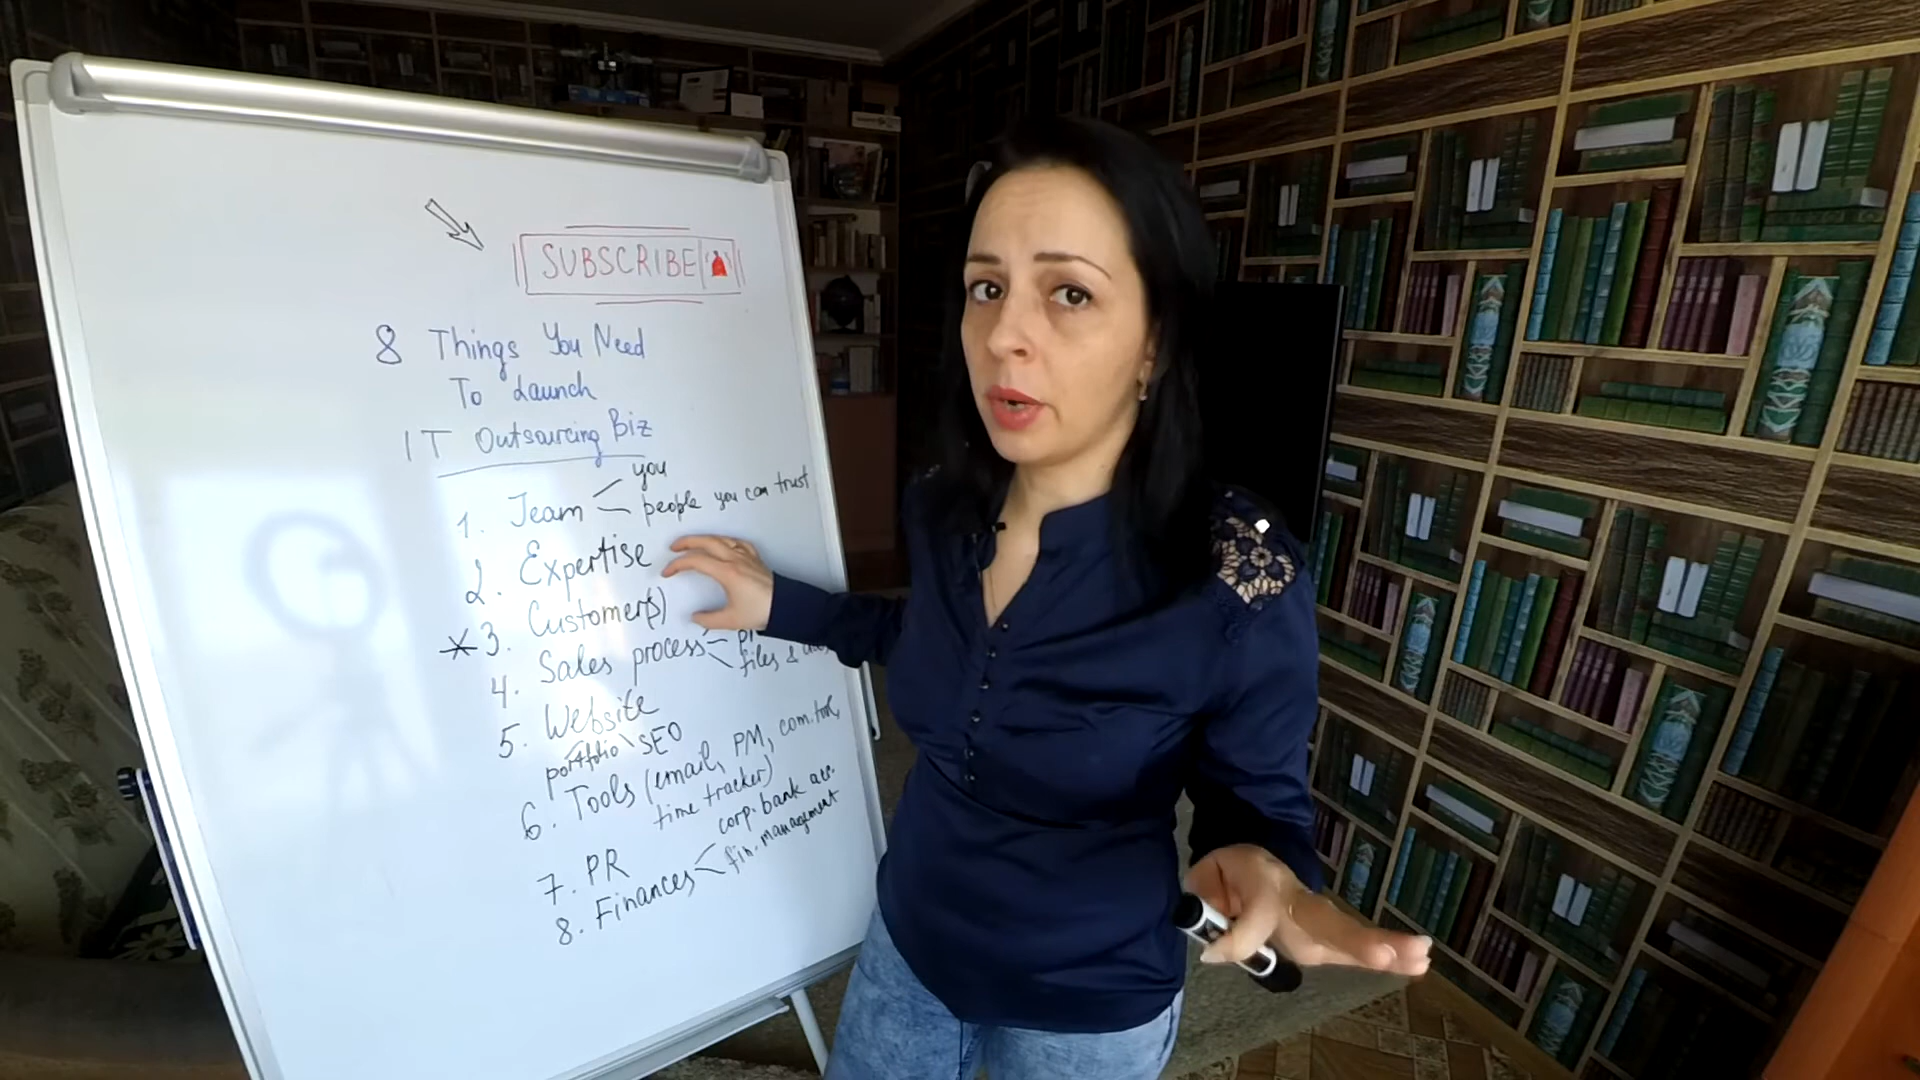 SUBSCRIBE
8 Things You Need
To Launch
IT Outsourcing Biz
1. Team you
people you can trust
2. Expertise
*3. Customer(s)
4. Sales process
files &
5. Website
portfolio SEO
6. Tools (email, PM, com.tool,
time tracker)
7. PR
8. Finances corp. bank acc.
fin. management